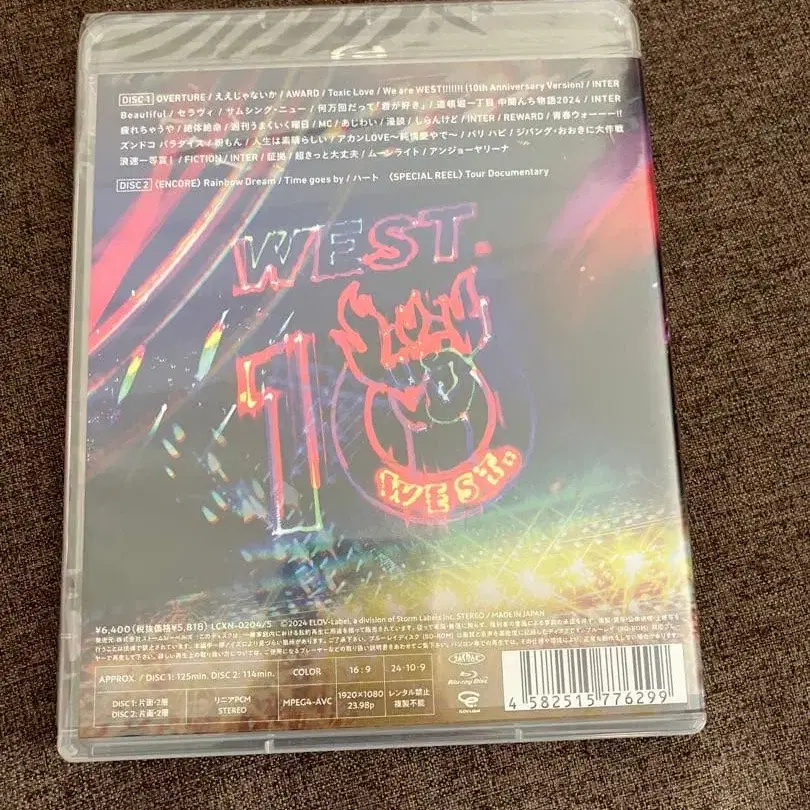 DISC 1 OVERTURE / ええじゃないか / AWARD / Toxic Love / We are WEST!!!!!!! (10th Anniversary Version) / INTER
Beautiful / セラヴィ / サムシング・ニュー / 何万回だって「君が好き」 / 道頓堀一丁目 中間んち物語2024 / INTER
疲れちゃうや / 絶体絶命 / 週刊うまくいく曜日 / MC / あじわい / 漫談 / しらんけど / INTER / REWARD / 青春ウォーーー!!
ズンドコ パラダイス / 粉もん / 人生は素晴らしい / アカンLOVE〜純情愛やで〜 / パリ ハピ / ジパング・おおきに大作戦
浪速一等賞! / FICTION / INTER / 証拠 / 超きっと大丈夫 / ムーンライト / アンジョーヤリーナ
DISC 2 〈ENCORE〉 Rainbow Dream / Time goes by / ハート 〈SPECIAL REEL〉 Tour Documentary
WEST.
10
WEST.
¥6,400 (税抜価格¥5,818) LCXN-0204/5 ©2024 ELOV-Label, a division of Storm Labels Inc. STEREO / MADE IN JAPAN
APPROX. / DISC 1: 125min. DISC 2: 114min. COLOR 16:9 24·10·9
DISC 1: 片面・2層
DISC 2: 片面・2層
リニアPCM
STEREO
MPEG4-AVC
1920×1080
23.98p
レンタル禁止
複製不能
Blu-ray Disc
4 582515 776299